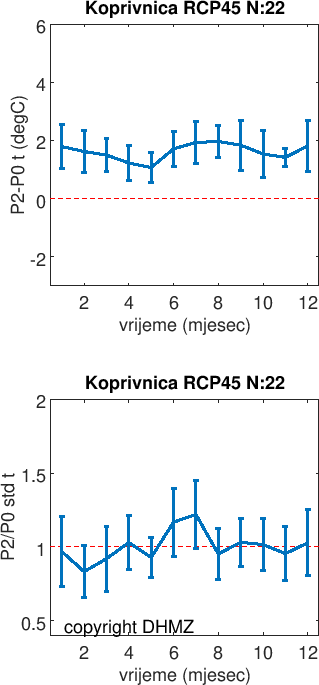 Koprivnica RCP45 N:22
6
4
2
0
-2
P2-P0 t (degC)
2 4 6 8 10 12
vrijeme (mjesec)
Koprivnica RCP45 N:22
2
1.5
1
0.5
P2/P0 std t
copyright DHMZ
2 4 6 8 10 12
vrijeme (mjesec)